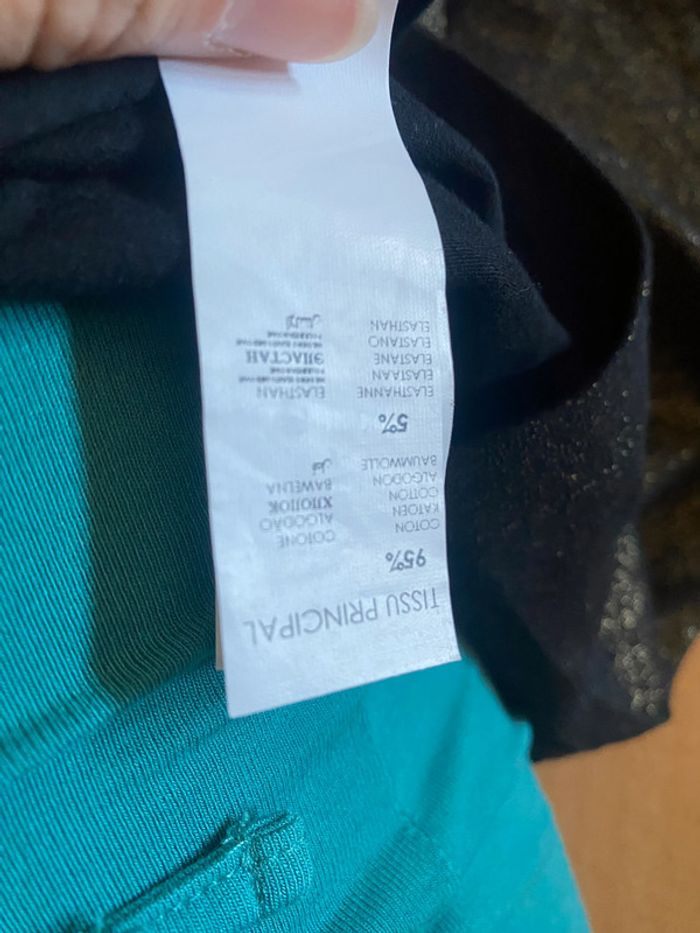 TISSU PRINCIPAL
95%
COTON COTONE
KATOEN ALGODÃO
COTTON ХЛОПОК
ALGODON BAWEŁNA
BAUMWOLLE قطن
5%
ELASTHANNE ELASTHAN
ELASTAAN
ELASTANE ЭЛАСТАН
ELASTANO
ELASTHAN